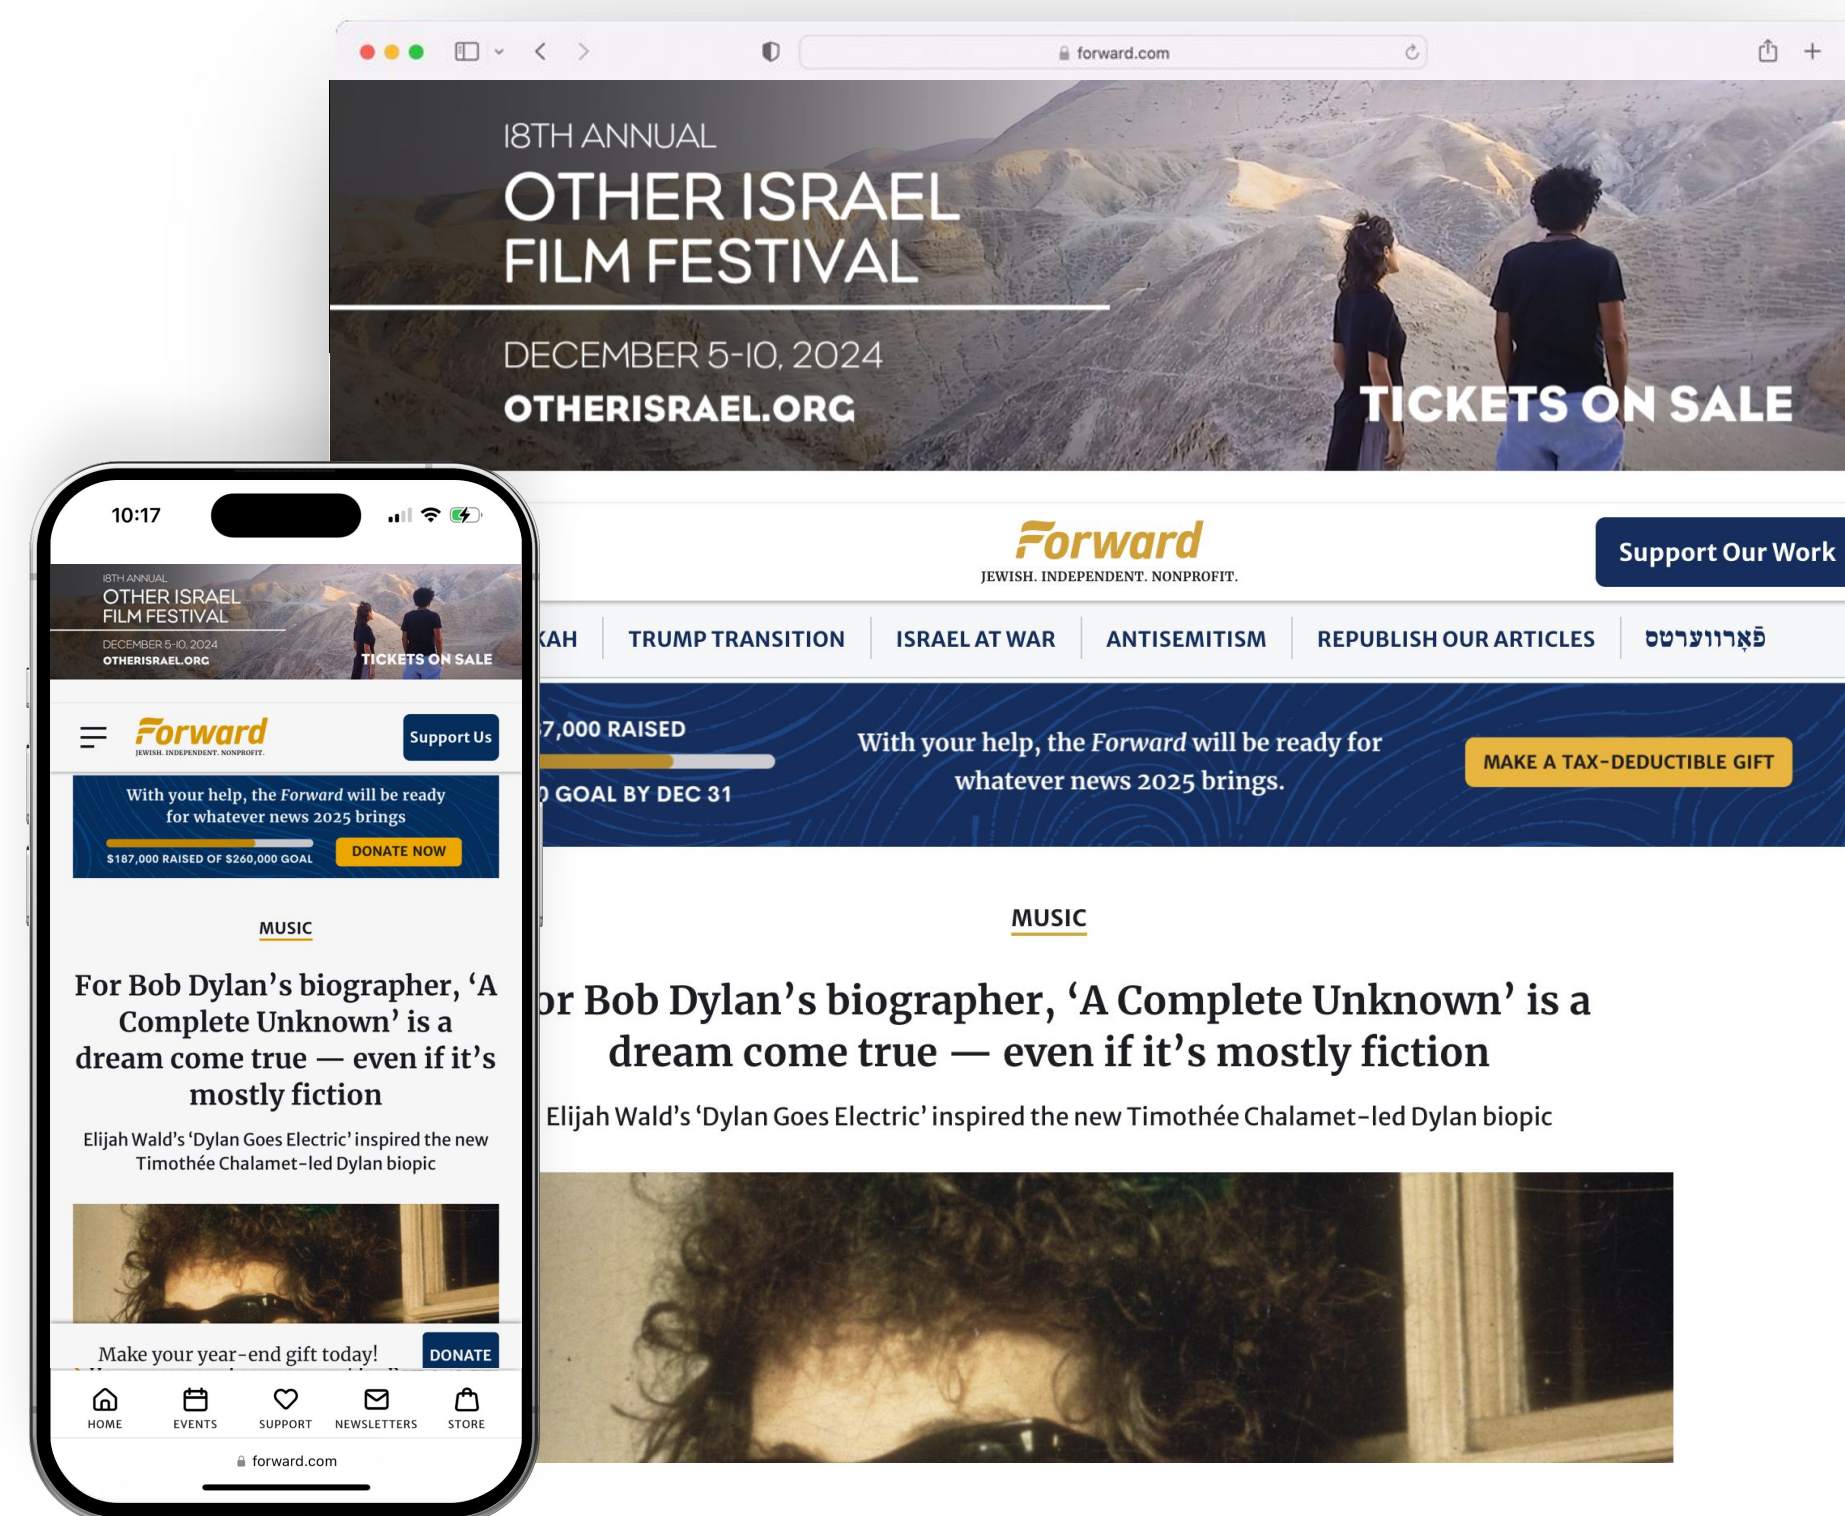 forward.com
18TH ANNUAL
OTHER ISRAEL
FILM FESTIVAL
DECEMBER 5-10, 2024
OTHERISRAEL.ORG
TICKETS ON SALE
Forward
JEWISH. INDEPENDENT. NONPROFIT.
Support Our Work
KAH
TRUMP TRANSITION
ISRAEL AT WAR
ANTISEMITISM
REPUBLISH OUR ARTICLES
פֿאָרווערטס
7,000 RAISED
GOAL BY DEC 31
With your help, the Forward will be ready for
whatever news 2025 brings.
MAKE A TAX-DEDUCTIBLE GIFT
MUSIC
or Bob Dylan’s biographer, ‘A Complete Unknown’ is a
dream come true — even if it’s mostly fiction
Elijah Wald’s ‘Dylan Goes Electric’ inspired the new Timothée Chalamet-led Dylan biopic
10:17
18TH ANNUAL
OTHER ISRAEL
FILM FESTIVAL
DECEMBER 5-10, 2024
OTHERISRAEL.ORG
TICKETS ON SALE
Forward
JEWISH. INDEPENDENT. NONPROFIT.
Support Us
With your help, the Forward will be ready
for whatever news 2025 brings
$187,000 RAISED OF $260,000 GOAL
DONATE NOW
MUSIC
For Bob Dylan’s biographer, ‘A
Complete Unknown’ is a
dream come true — even if it’s
mostly fiction
Elijah Wald’s ‘Dylan Goes Electric’ inspired the new
Timothée Chalamet-led Dylan biopic
Make your year-end gift today!
DONATE
HOME
EVENTS
SUPPORT
NEWSLETTERS
STORE
forward.com